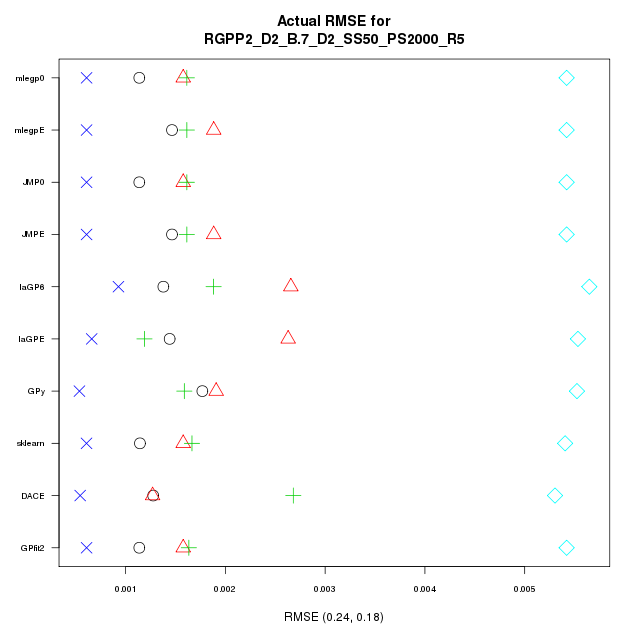 Actual RMSE for
RGPP2_D2_B.7_D2_SS50_PS2000_R5
mlegp0
mlegpE
JMP0
JMPE
laGP6
laGPE
GPy
sklearn
DACE
GPfit2
0.001 0.002 0.003 0.004 0.005
RMSE (0.24, 0.18)